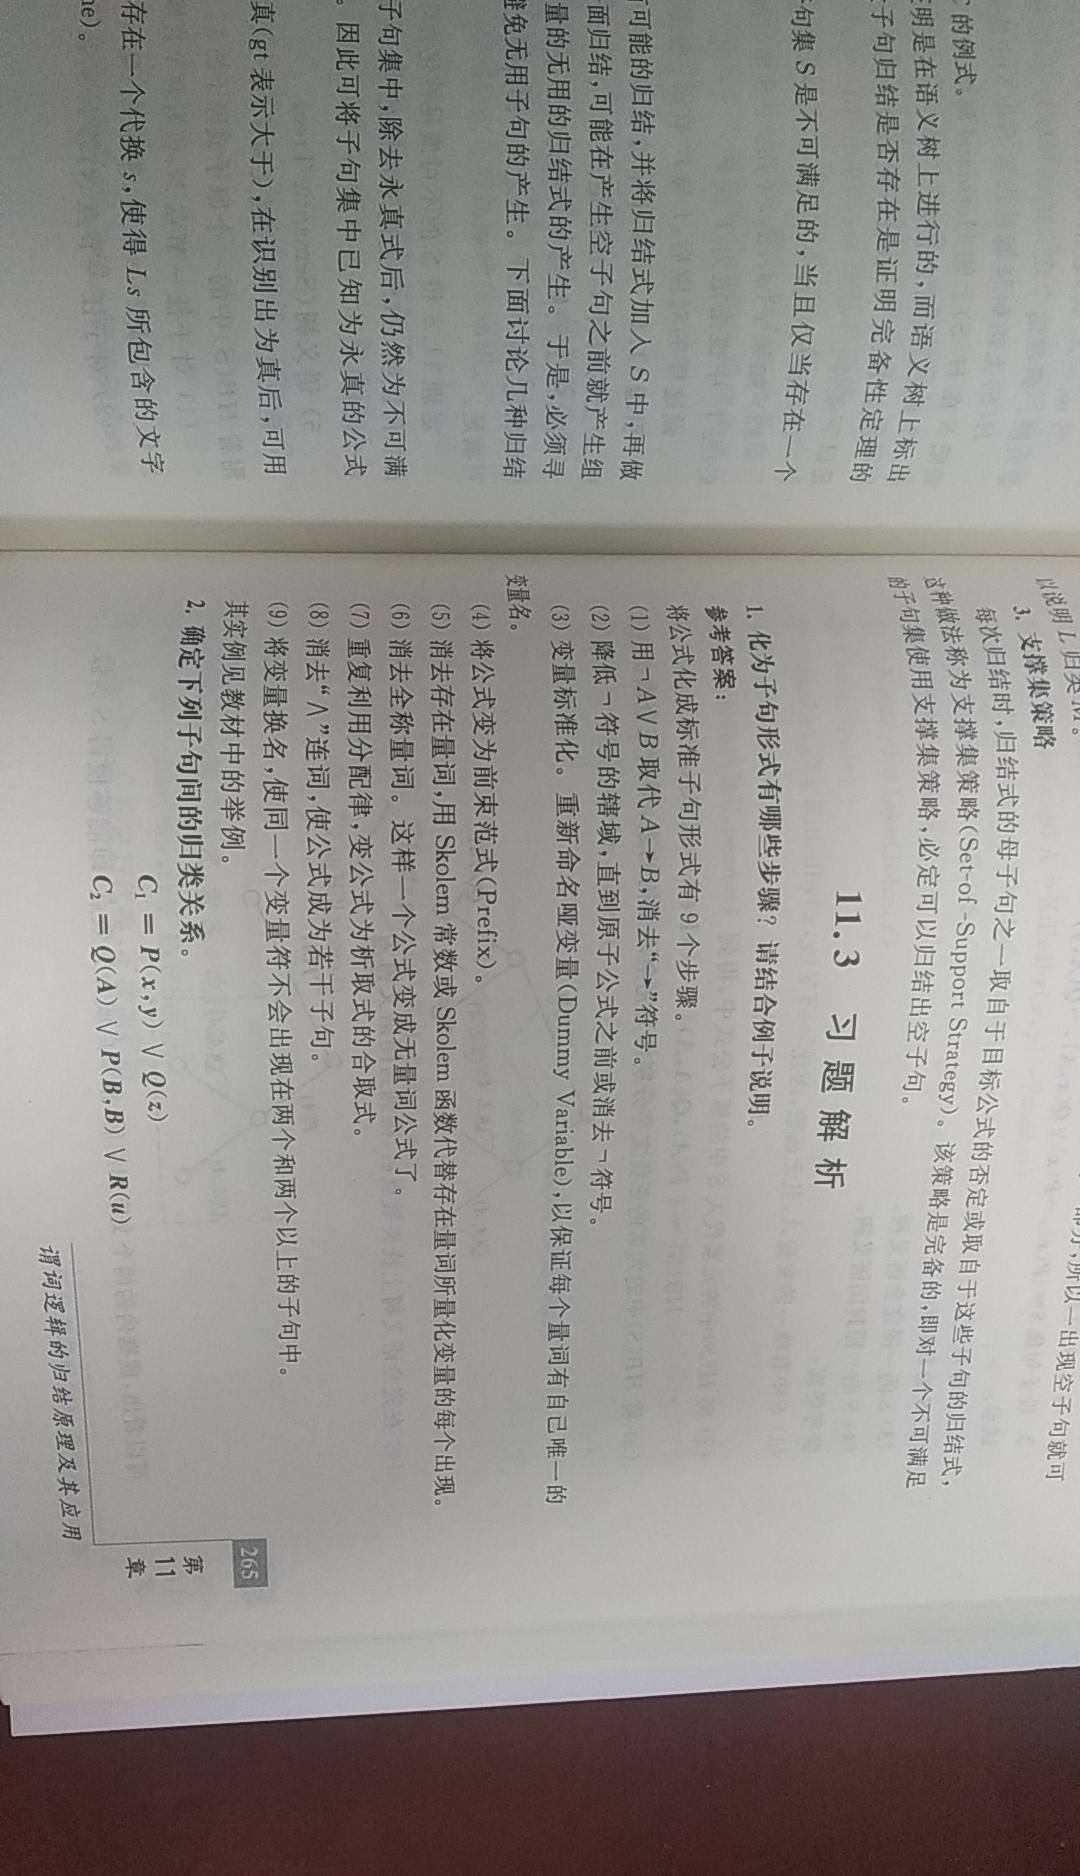 C 的例式。
明是在语义树上进行的,而语义树上标出
子句归结是否存在是证明完备性定理的
句集 S 是不可满足的,当且仅当存在一个
可能的归结,并将归结式加入 S 中,再做
面归结,可能在产生空子句之前就产生组
量的无用的归结式的产生。于是,必须寻
避免无用子句的产生。下面讨论几种归结
子句集中,除去永真式后,仍然为不可满
。因此可将子句集中已知为永真的公式
真(gt 表示大于),在识别出为真后,可用
存在一个代换 s,使得 Ls 所包含的文字
以说明 L 归类
所以一出现空子句就可
3. 支撑集策略
每次归结时,归结式的母子句之一取自于目标公式的否定或取自于这些子句的归结式,
这种做法称为支撑集策略(Set-of-Support Strategy)。该策略是完备的,即对一个不可满足
的子句集使用支撑集策略,必定可以归结出空子句。
11.3 习题解析
1. 化为子句形式有哪些步骤?请结合例子说明。
参考答案:
将公式化成标准子句形式有 9 个步骤。
(1) 用 ¬A∨B 取代 A→B,消去“→”符号。
(2) 降低 ¬ 符号的辖域,直到原子公式之前或消去 ¬ 符号。
(3) 变量标准化。重新命名哑变量(Dummy Variable),以保证每个量词有自己唯一的
变量名。
(4) 将公式变为前束范式(Prefix)。
(5) 消去存在量词,用 Skolem 常数或 Skolem 函数代替存在量词所量化变量的每个出现。
(6) 消去全称量词。这样一个公式变成无量词公式了。
(7) 重复利用分配律,变公式为析取式的合取式。
(8) 消去“∧”连词,使公式成为若干子句。
(9) 将变量换名,使同一个变量符不会出现在两个和两个以上的子句中。
其实例见教材中的举例。
2. 确定下列子句间的归类关系。
C₁ = P(x,y) ∨ Q(z)
C₂ = Q(A) ∨ P(B,B) ∨ R(u)
265
第
11
章
谓词逻辑的归结原理及其应用